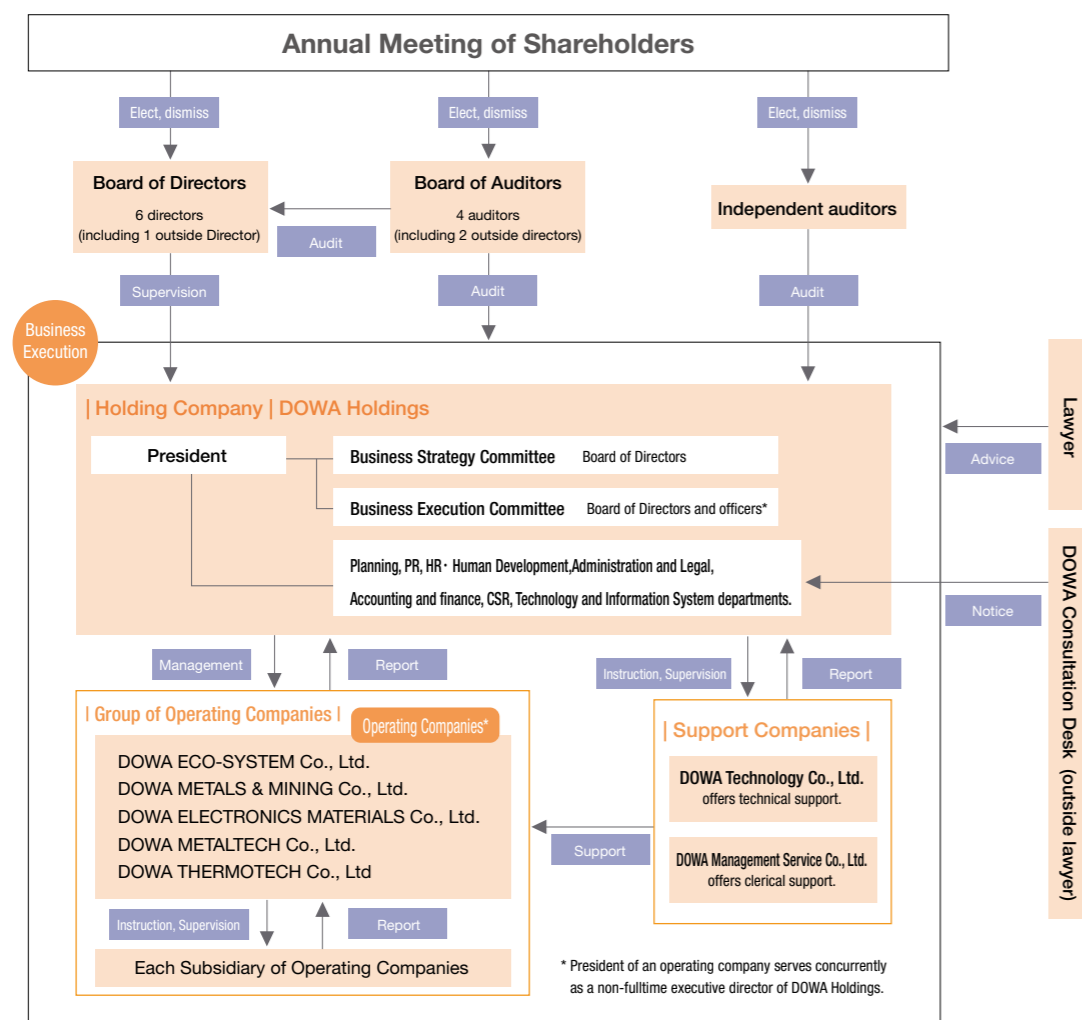 Annual Meeting of Shareholders
Elect, dismiss
Elect, dismiss
Elect, dismiss
Board of Directors
6 directors
(including 1 outside Director)
Board of Auditors
4 auditors
(including 2 outside directors)
Independent auditors
Audit
Supervision
Audit
Audit
Business
Execution
| Holding Company | DOWA Holdings
President
Business Strategy Committee Board of Directors
Business Execution Committee Board of Directors and officers*
Planning, PR, HR· Human Development,Administration and Legal,
Accounting and finance, CSR, Technology and Information System departments.
Lawyer
Advice
DOWA Consultation Desk (outside lawyer)
Notice
Management
Report
Instruction, Supervision
Report
| Group of Operating Companies |
Operating Companies*
DOWA ECO-SYSTEM Co., Ltd.
DOWA METALS & MINING Co., Ltd.
DOWA ELECTRONICS MATERIALS Co., Ltd.
DOWA METALTECH Co., Ltd.
DOWA THERMOTECH Co., Ltd
Instruction, Supervision
Report
Each Subsidiary of Operating Companies
Support
| Support Companies |
DOWA Technology Co., Ltd.
offers technical support.
DOWA Management Service Co., Ltd.
offers clerical support.
* President of an operating company serves concurrently
as a non-fulltime executive director of DOWA Holdings.